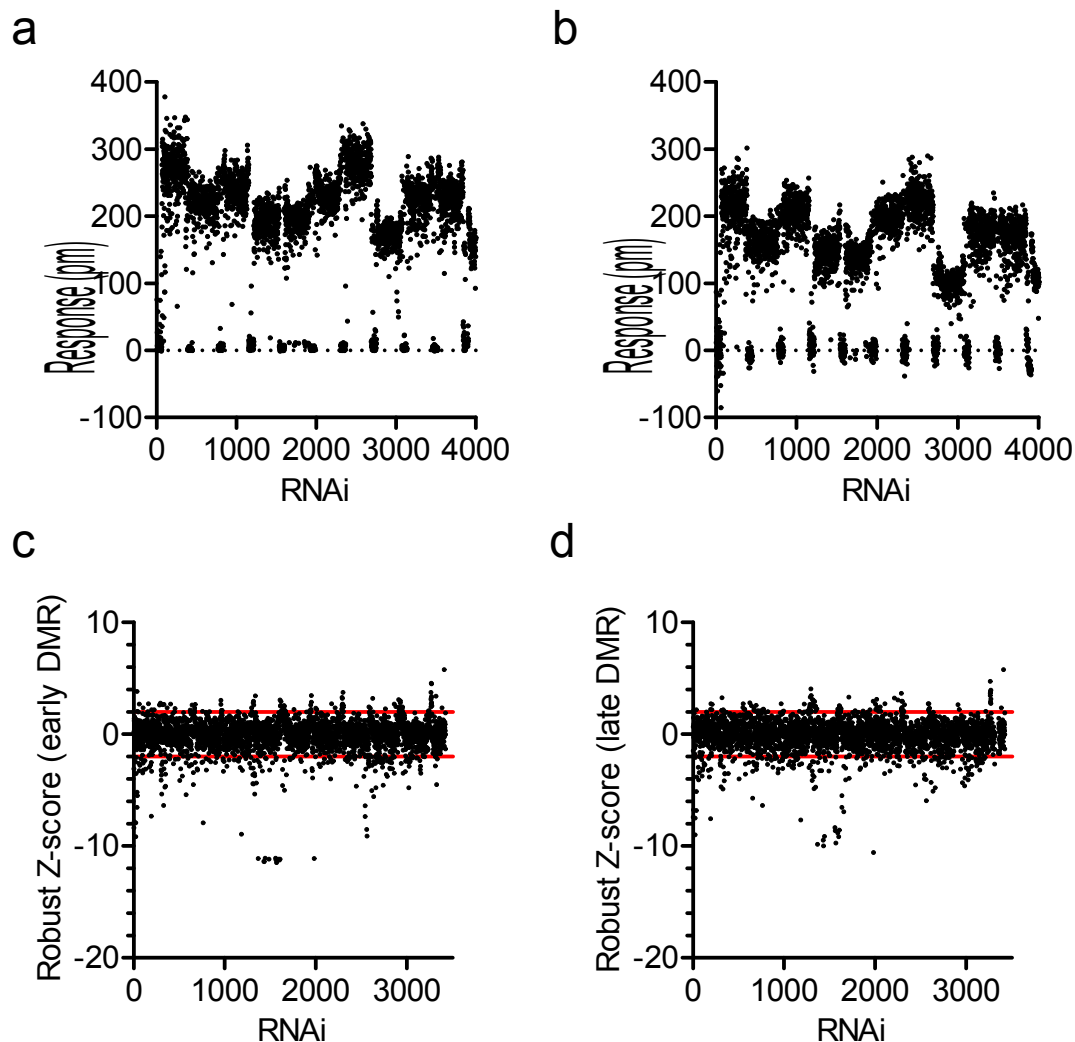 a
b
400
300
200
100
0
-100
Response (pm)
0 1000 2000 3000 4000
RNAi
400
300
200
100
0
-100
Response (pm)
0 1000 2000 3000 4000
RNAi
c
d
10
0
-10
-20
Robust Z-score (early DMR)
0 1000 2000 3000
RNAi
10
0
-10
-20
Robust Z-score (late DMR)
0 1000 2000 3000
RNAi